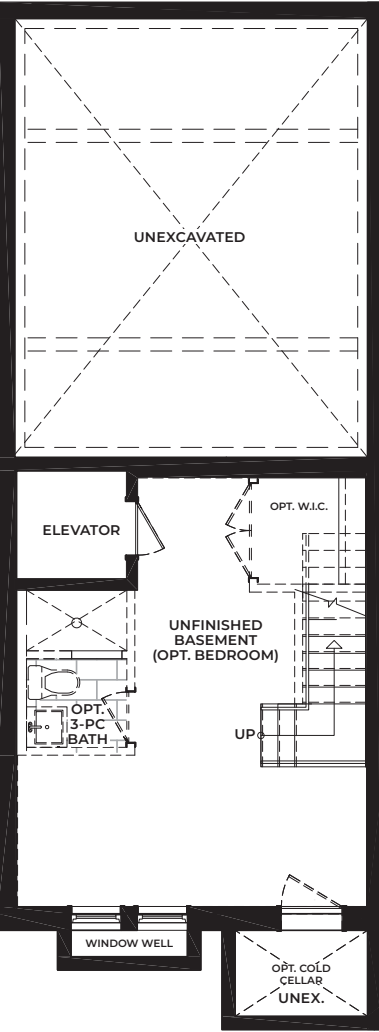 UNEXCAVATED
OPT. W.I.C.
ELEVATOR
UNFINISHED
BASEMENT
(OPT. BEDROOM)
OPT.
3-PC
BATH
UP
WINDOW WELL
OPT. COLD
CELLAR
UNEX.